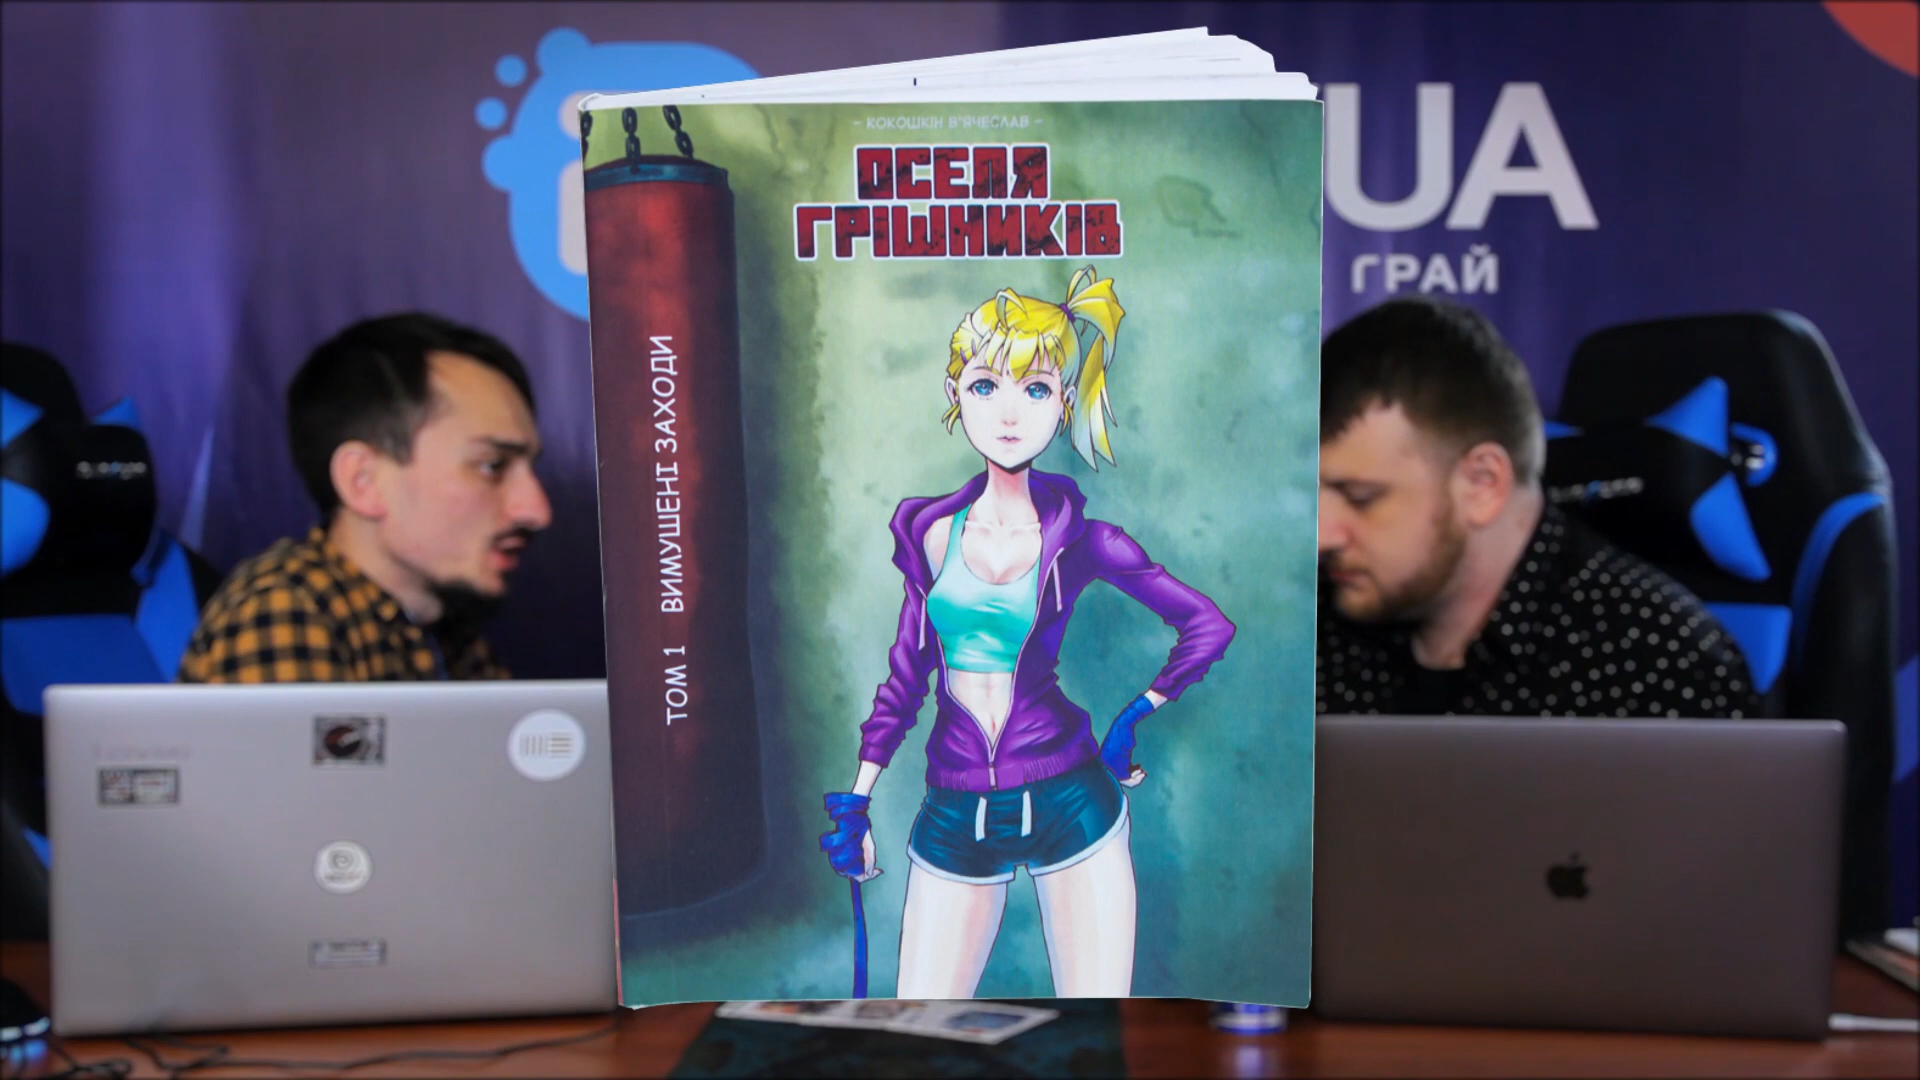 – КОКОШКІН В'ЯЧЕСЛАВ –
ОСЕЛЯ
ГРІШНИКІВ
ТОМ 1 ВИМУШЕНІ ЗАХОДИ
UA
ГРАЙ